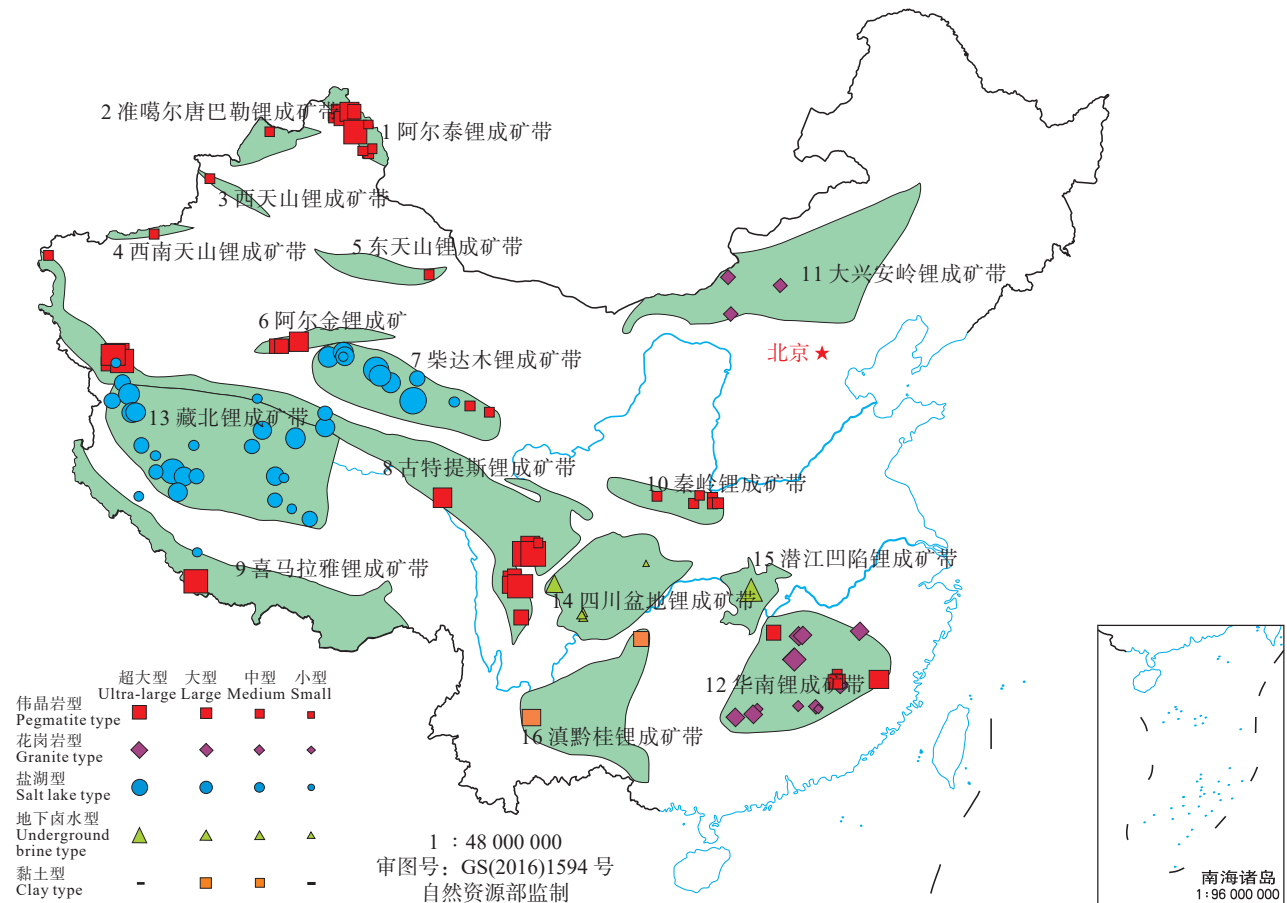 2 准噶尔唐巴勒锂成矿带
1 阿尔泰锂成矿带
3 西天山锂成矿带
4 西南天山锂成矿带
5 东天山锂成矿带
11 大兴安岭锂成矿带
6 阿尔金锂成矿
北京
7 柴达木锂成矿带
13 藏北锂成矿带
8 古特提斯锂成矿带
10 秦岭锂成矿带
9 喜马拉雅锂成矿带
15 潜江凹陷锂成矿带
14 四川盆地锂成矿带
12 华南锂成矿带
16 滇黔桂锂成矿带
超大型 大型 中型 小型
Ultra-large Large Medium Small
伟晶岩型
Pegmatite type
花岗岩型
Granite type
盐湖型
Salt lake type
地下卤水型
Underground
brine type
黏土型
Clay type
1 : 48 000 000
审图号: GS(2016)1594 号
自然资源部监制
南海诸岛
1:96 000 000